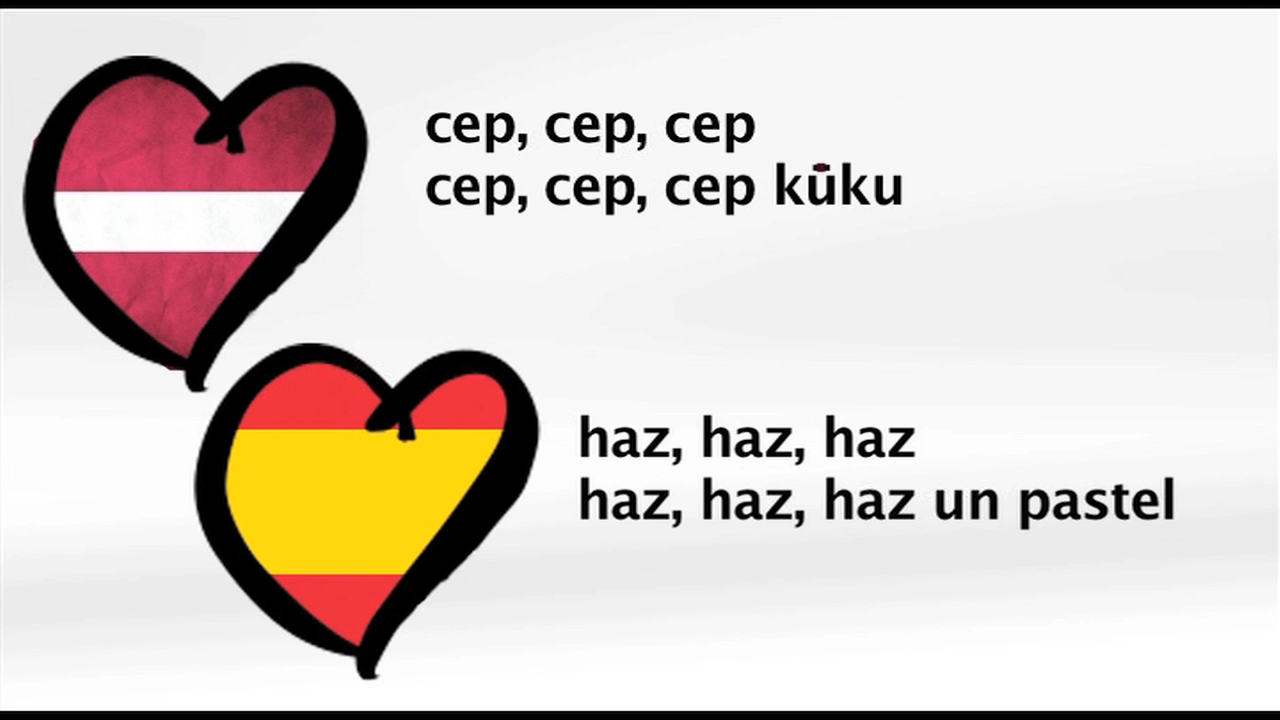 cep, cep, cep
cep, cep, cep kūku
haz, haz, haz
haz, haz, haz un pastel